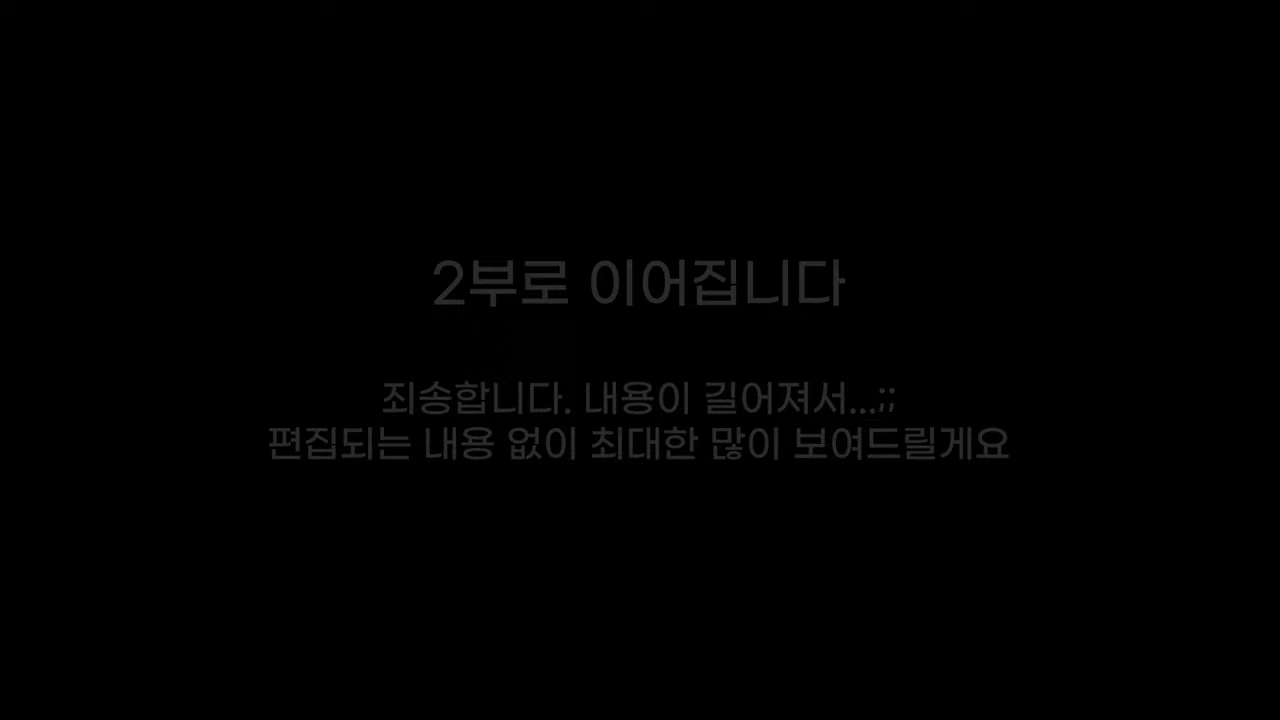 2부로 이어집니다
죄송합니다. 내용이 길어져서...;;
편집되는 내용 없이 최대한 많이 보여드릴게요